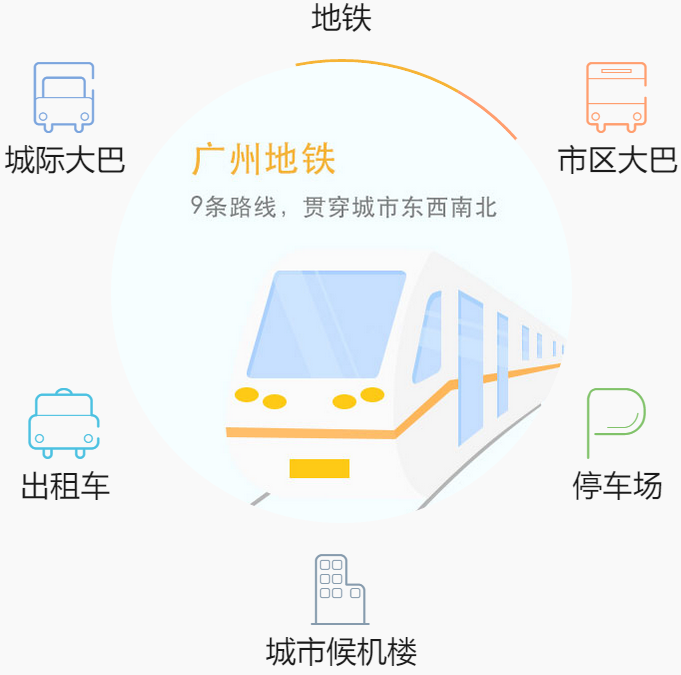 地铁
城际大巴
市区大巴
广州地铁
9条路线，贯穿城市东西南北
出租车
停车场
城市候机楼